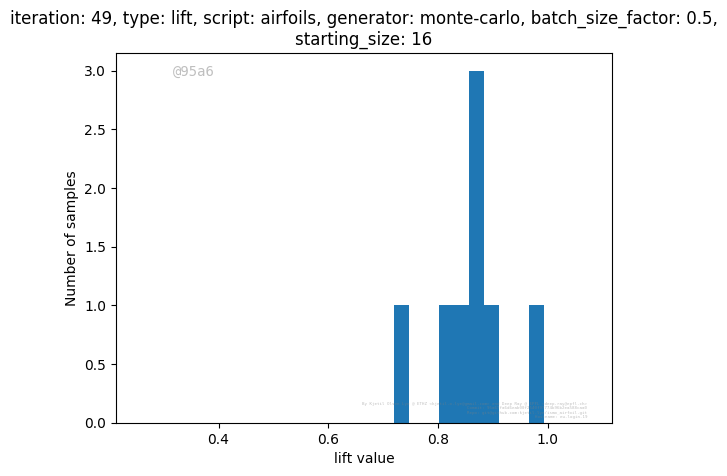 iteration: 49, type: lift, script: airfoils, generator: monte-carlo, batch_size_factor: 0.5,
starting_size: 16
@95a6
3.0
2.5
2.0
1.5
1.0
0.5
0.0
Number of samples
0.4 0.6 0.8 1.0
lift value